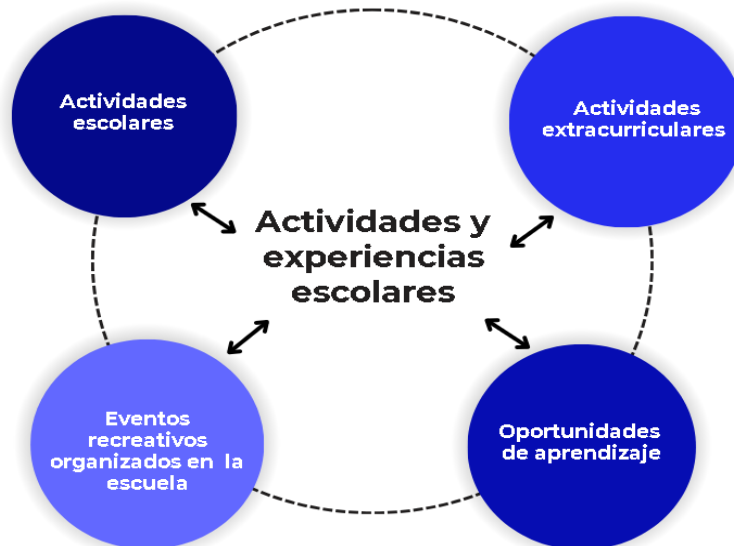 Actividades
escolares
Actividades
extracurriculares
Actividades y
experiencias
escolares
Eventos
recreativos
organizados en la
escuela
Oportunidades
de aprendizaje